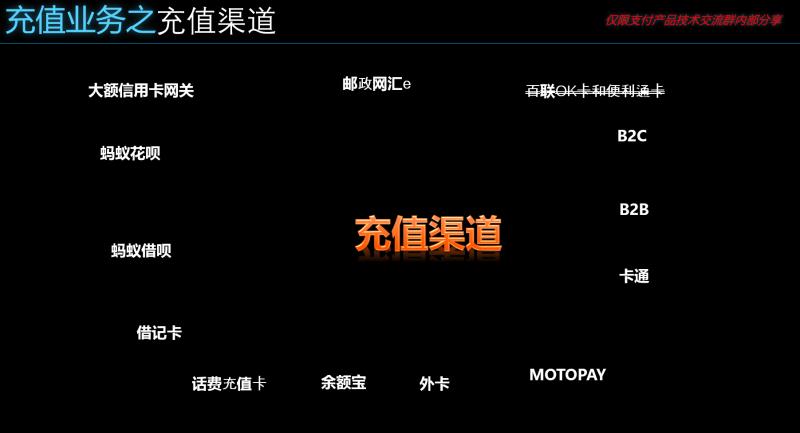 充值业务之充值渠道
仅限支付产品技术交流群内部分享
大额信用卡网关
邮政网汇e
百联OK卡和便利通卡
B2C
蚂蚁花呗
B2B
充值渠道
蚂蚁借呗
卡通
借记卡
话费充值卡
余额宝
外卡
MOTOPAY